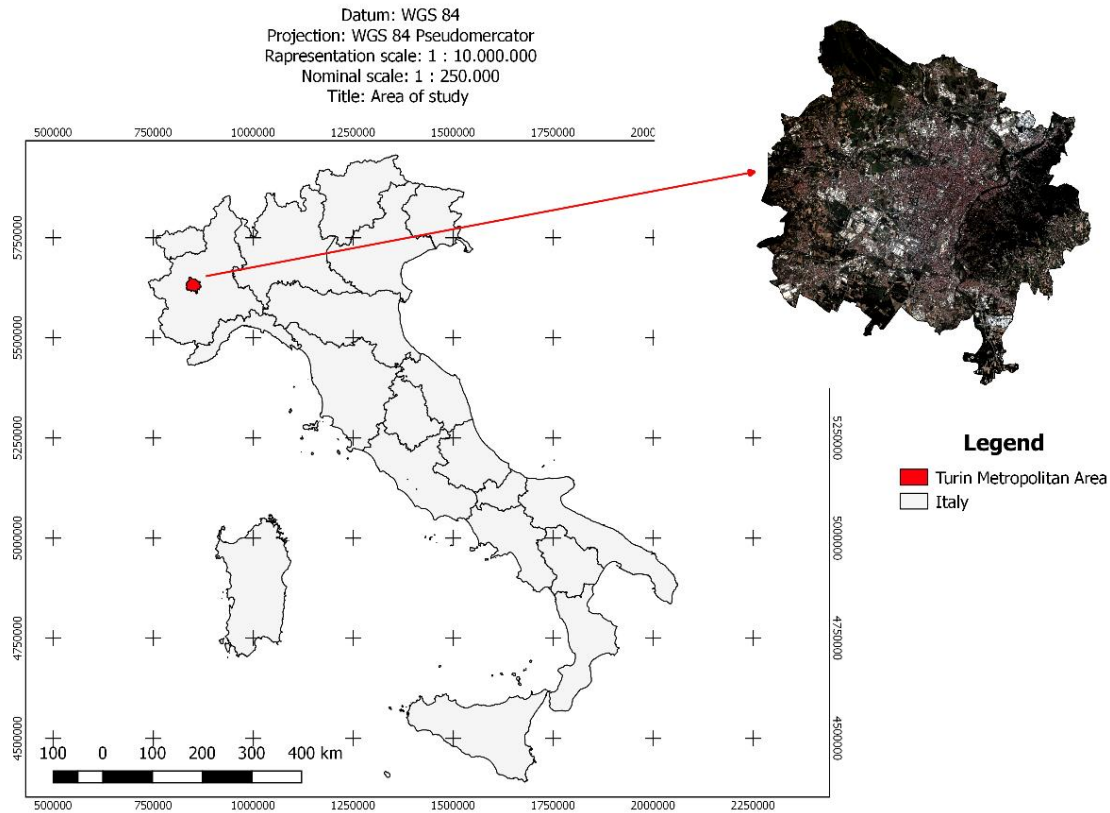 Datum: WGS 84
Projection: WGS 84 Pseudomercator
Rapresentation scale: 1 : 10.000.000
Nominal scale: 1 : 250.000
Title: Area of study
500000 750000 1000000 1250000 1500000 1750000 2000
5750000
5500000
5250000
5000000
4750000
4500000
5250000
5000000
4750000
4500000
Legend
Turin Metropolitan Area
Italy
100 0 100 200 300 400 km
500000 750000 1000000 1250000 1500000 1750000 2000000 2250000